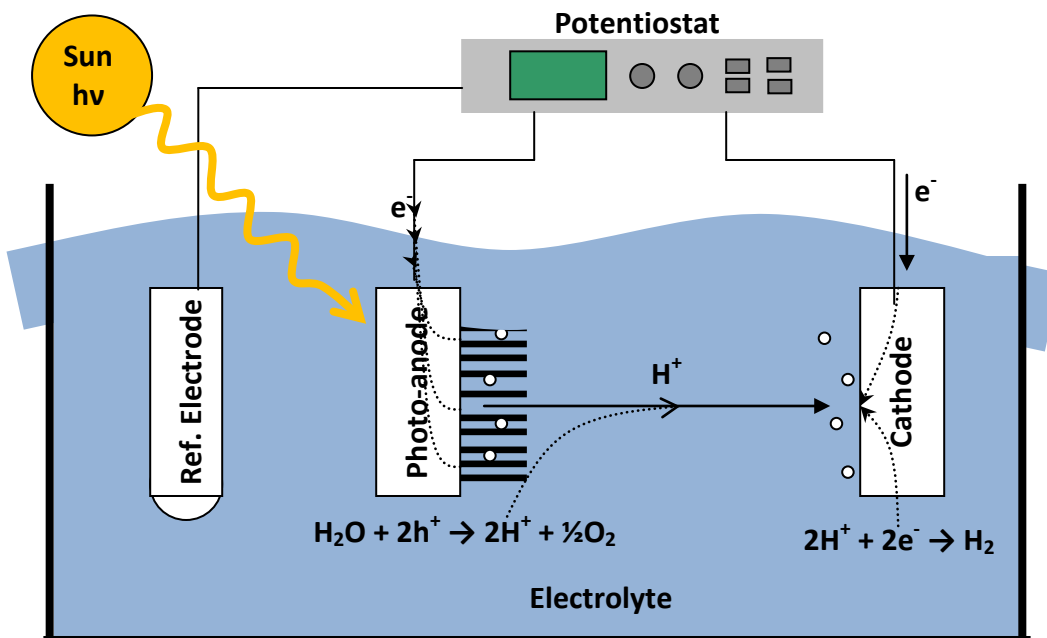 Potentiostat
Sun
hν
e⁻
e⁻
Ref. Electrode
Photo-anode
H⁺
Cathode
H₂O + 2h⁺ → 2H⁺ + ½O₂
2H⁺ + 2e⁻ → H₂
Electrolyte